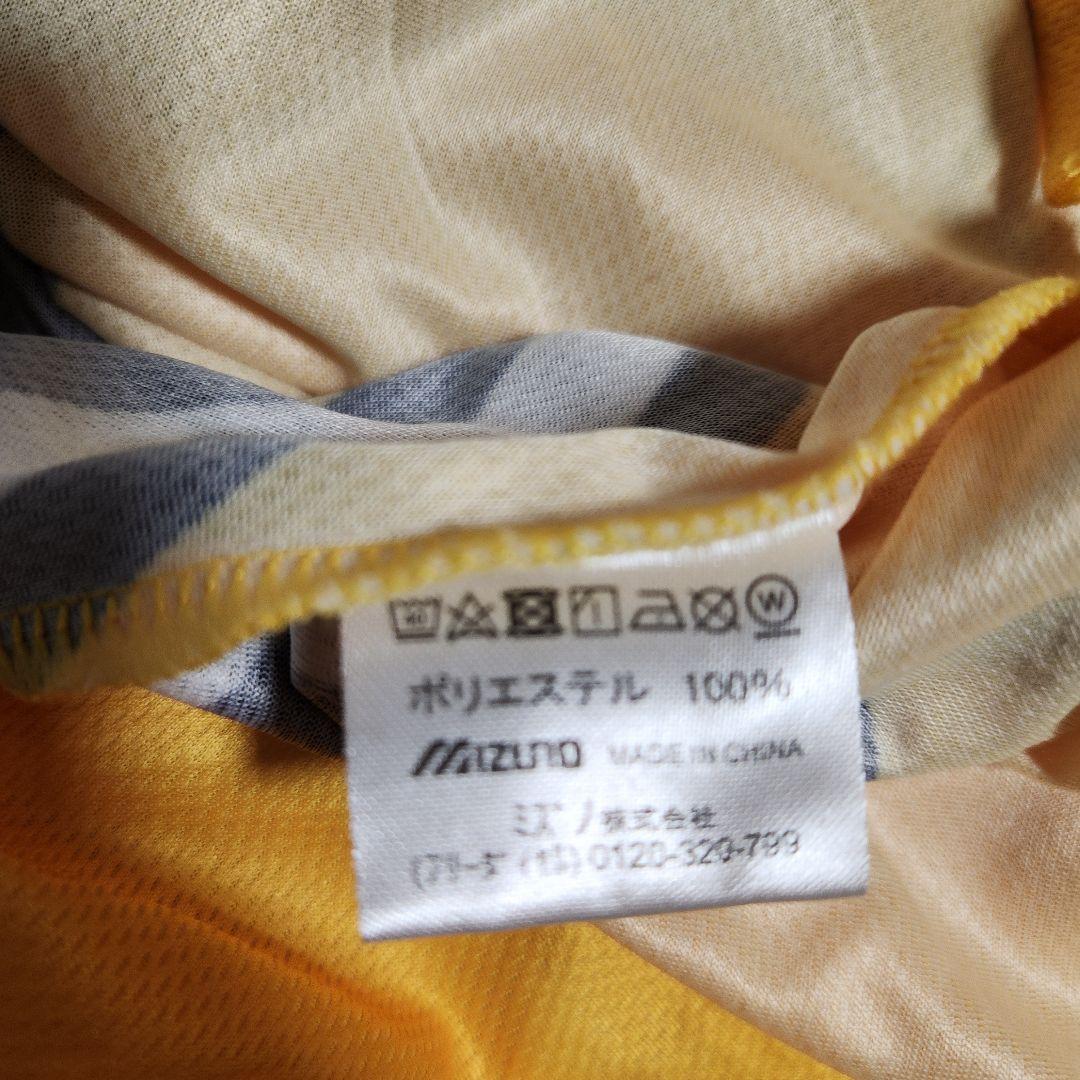 40 W
ポリエステル 100%
MIZUNO MADE IN CHINA
ミズノ株式会社
(フリーダイヤル) 0120-320-799